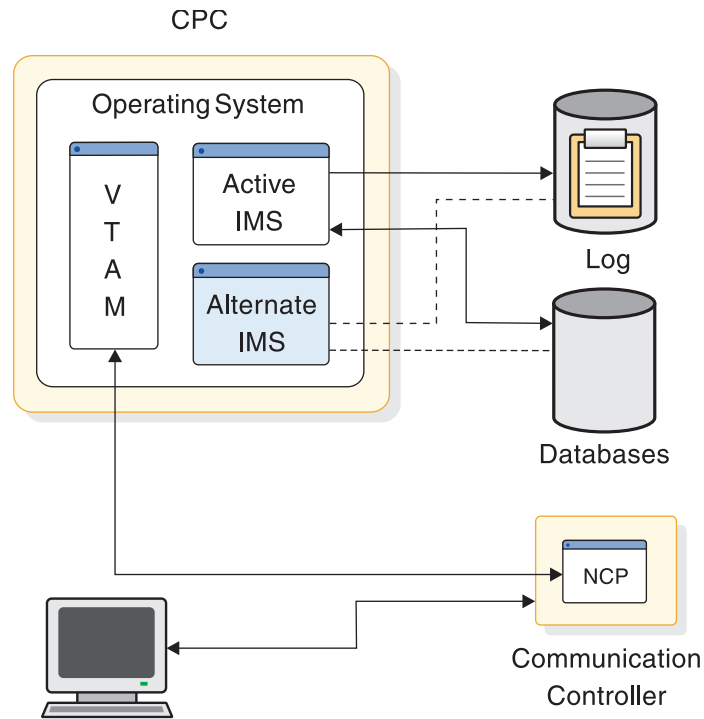 CPC
Operating System
V
T
A
M
Active
IMS
Alternate
IMS
Log
Databases
NCP
Communication
Controller